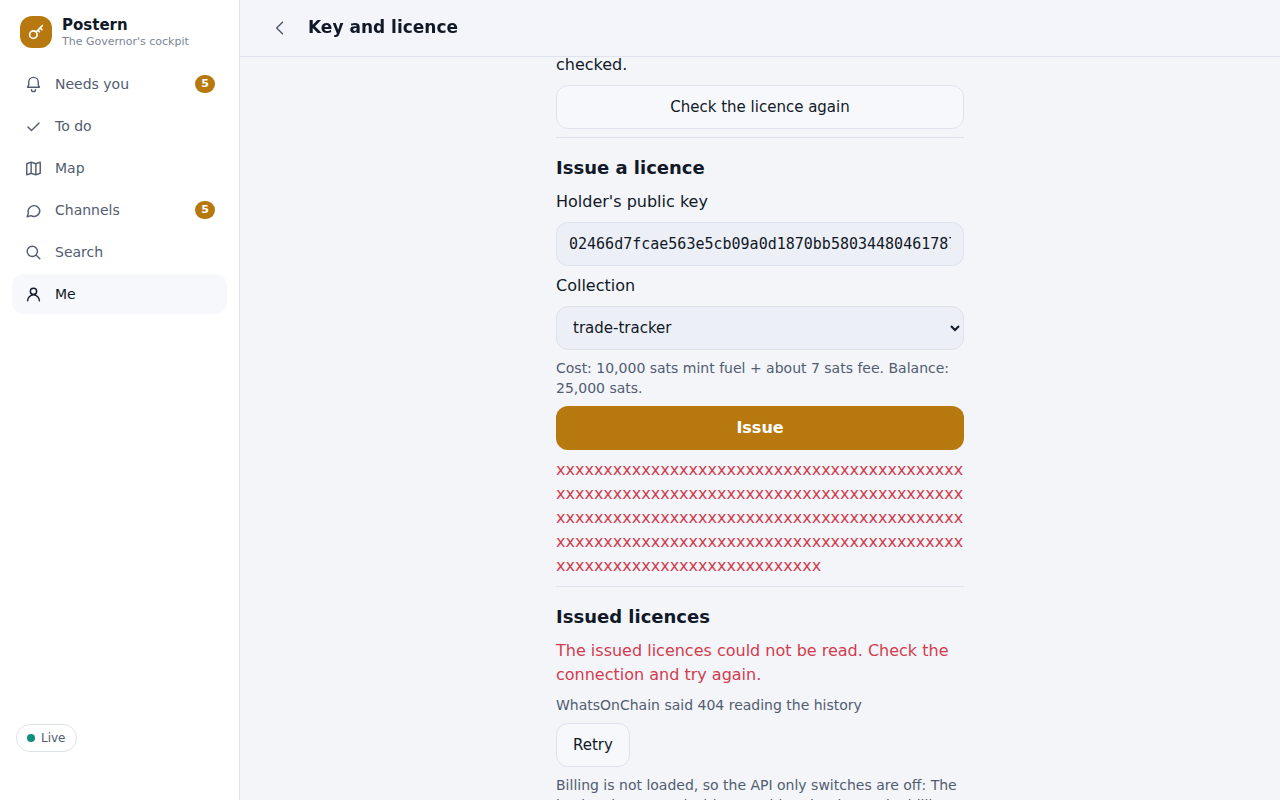 Postern
The Governor's cockpit
Needs you 5
To do
Map
Channels 5
Search
Me
Live
Key and licence
checked.
Check the licence again
Issue a licence
Holder's public key
02466d7fcae563e5cb09a0d1870bb5803448046178
Collection
trade-tracker
Cost: 10,000 sats mint fuel + about 7 sats fee. Balance:
25,000 sats.
Issue
xxxxxxxxxxxxxxxxxxxxxxxxxxxxxxxxxxxxxxxxxxx
xxxxxxxxxxxxxxxxxxxxxxxxxxxxxxxxxxxxxxxxxxx
xxxxxxxxxxxxxxxxxxxxxxxxxxxxxxxxxxxxxxxxxxx
xxxxxxxxxxxxxxxxxxxxxxxxxxxxxxxxxxxxxxxxxxx
xxxxxxxxxxxxxxxxxxxxxxxxxxxx
Issued licences
The issued licences could not be read. Check the
connection and try again.
WhatsOnChain said 404 reading the history
Retry
Billing is not loaded, so the API only switches are off: The